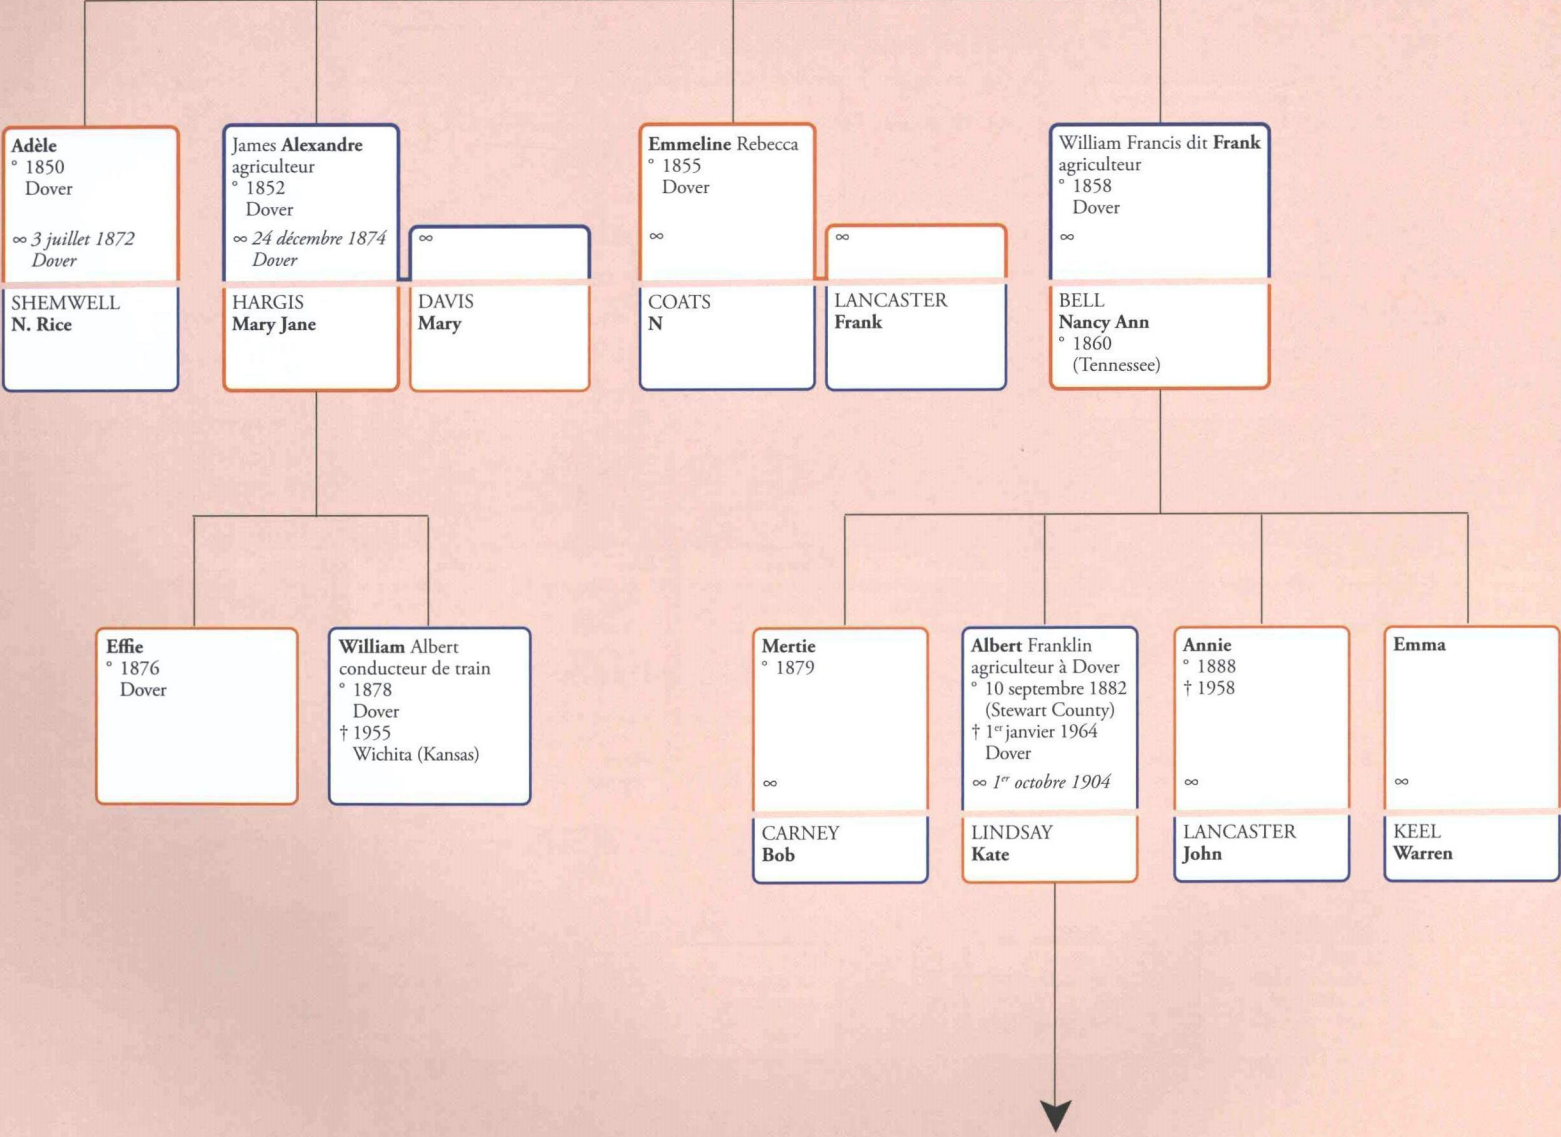 Adèle
° 1850
Dover
∞ 3 juillet 1872
Dover
SHEMWELL
N. Rice
James Alexandre
agriculteur
° 1852
Dover
∞ 24 décembre 1874
Dover
HARGIS
Mary Jane
∞
DAVIS
Mary
Emmeline Rebecca
° 1855
Dover
∞
COATS
N
∞
LANCASTER
Frank
William Francis dit Frank
agriculteur
° 1858
Dover
∞
BELL
Nancy Ann
° 1860
(Tennessee)
Effie
° 1876
Dover
William Albert
conducteur de train
° 1878
Dover
† 1955
Wichita (Kansas)
Mertie
° 1879
∞
CARNEY
Bob
Albert Franklin
agriculteur à Dover
° 10 septembre 1882
(Stewart County)
† 1er janvier 1964
Dover
∞ 1er octobre 1904
LINDSAY
Kate
Annie
° 1888
† 1958
∞
LANCASTER
John
Emma
∞
KEEL
Warren